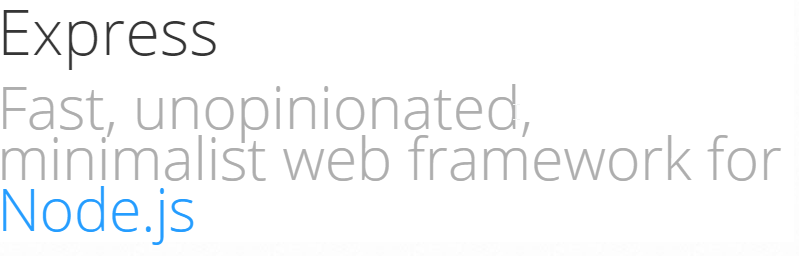 Express
Fast, unopinionated,
minimalist web framework for
Node.js